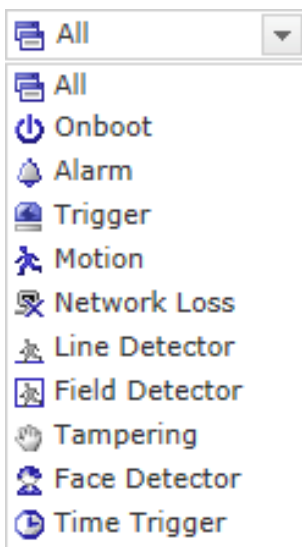 All
All
Onboot
Alarm
Trigger
Motion
Network Loss
Line Detector
Field Detector
Tampering
Face Detector
Time Trigger